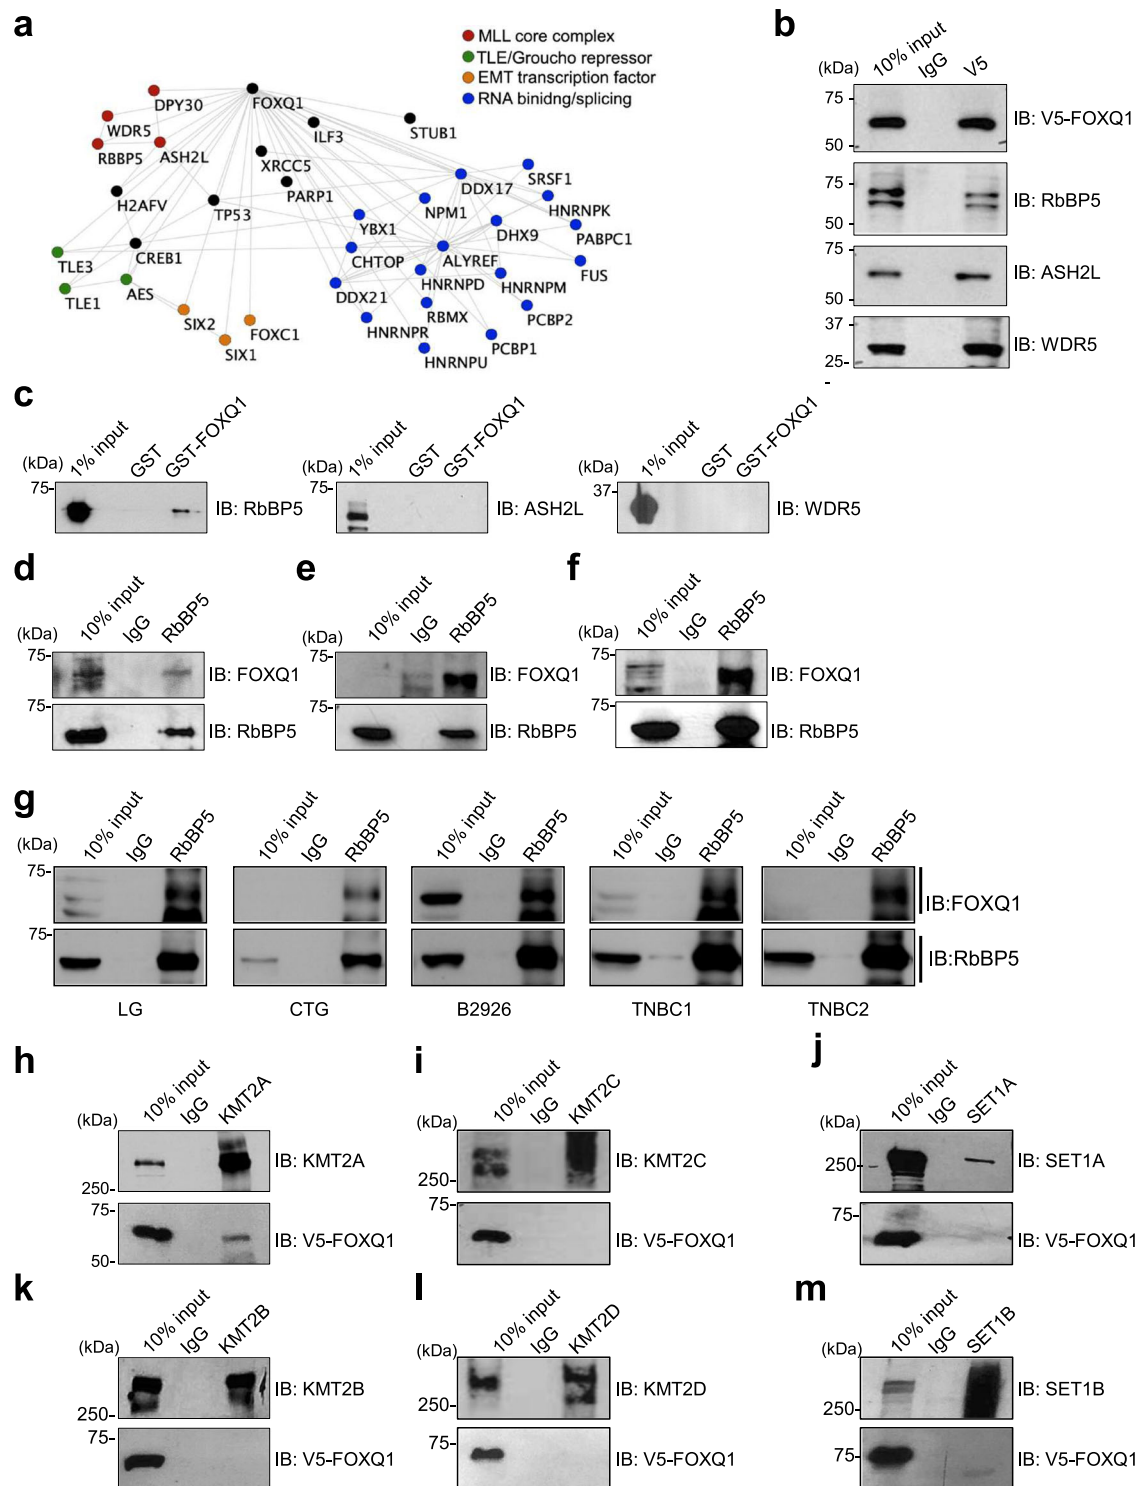 a
MLL core complex
TLE/Groucho repressor
EMT transcription factor
RNA binidng/splicing
DPY30
FOXQ1
WDR5
ILF3
STUB1
RBBP5
ASH2L
XRCC5
SRSF1
DDX17
PARP1
H2AFV
HNRNPK
TP53
NPM1
YBX1
DHX9
PABPC1
CREB1
TLE3
CHTOP
ALYREF
FUS
HNRNPD
HNRNPM
TLE1
AES
DDX21
RBMX
PCBP2
SIX2
FOXC1
HNRNPR
SIX1
HNRNPU
PCBP1
b
(kDa)
10% input
IgG
V5
75-
50-
IB: V5-FOXQ1
75-
50-
IB: RbBP5
50-
IB: ASH2L
37-
25-
-
IB: WDR5
c
(kDa)
1% input
GST
GST-FOXQ1
75-
IB: RbBP5
(kDa)
1% input
GST
GST-FOXQ1
75-
IB: ASH2L
(kDa)
1% input
GST
GST-FOXQ1
37-
IB: WDR5
d
(kDa)
10% input
IgG
RbBP5
75-
IB: FOXQ1
75-
IB: RbBP5
e
(kDa)
10% input
IgG
RbBP5
75-
IB: FOXQ1
75-
IB: RbBP5
f
(kDa)
10% input
IgG
RbBP5
75-
IB: FOXQ1
75-
IB: RbBP5
g
(kDa)
10% input
IgG
RbBP5
10% input
IgG
RbBP5
10% input
IgG
RbBP5
10% input
IgG
RbBP5
10% input
IgG
RbBP5
75-
IB:FOXQ1
75-
IB:RbBP5
LG
CTG
B2926
TNBC1
TNBC2
h
(kDa)
10% input
IgG
KMT2A
250-
IB: KMT2A
75-
50-
IB: V5-FOXQ1
i
(kDa)
10% input
IgG
KMT2C
250-
IB: KMT2C
75-
IB: V5-FOXQ1
j
(kDa)
10% input
IgG
SET1A
250-
IB: SET1A
75-
IB: V5-FOXQ1
k
(kDa)
10% input
IgG
KMT2B
250-
IB: KMT2B
75-
IB: V5-FOXQ1
l
(kDa)
10% input
IgG
KMT2D
250-
IB: KMT2D
75-
IB: V5-FOXQ1
m
(kDa)
10% input
IgG
SET1B
250-
IB: SET1B
75-
IB: V5-FOXQ1